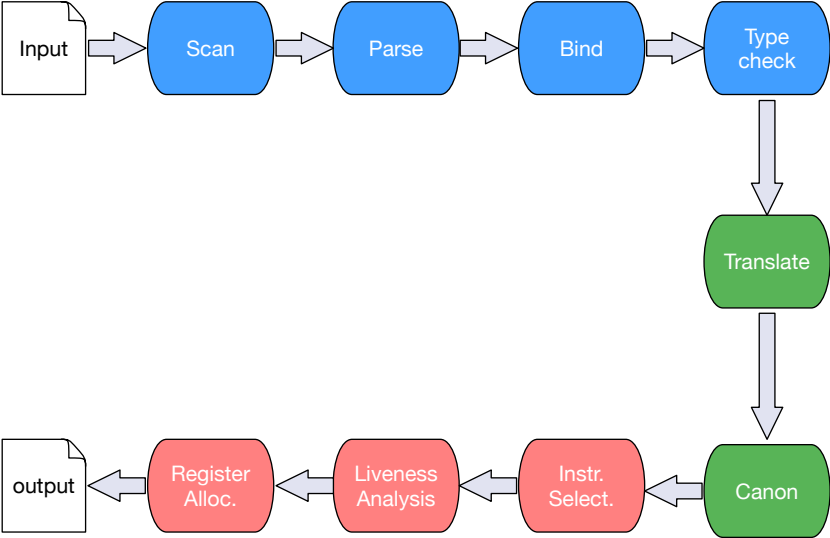 Input
Scan
Parse
Bind
Type
check
Translate
Canon
Instr.
Select.
Liveness
Analysis
Register
Alloc.
output